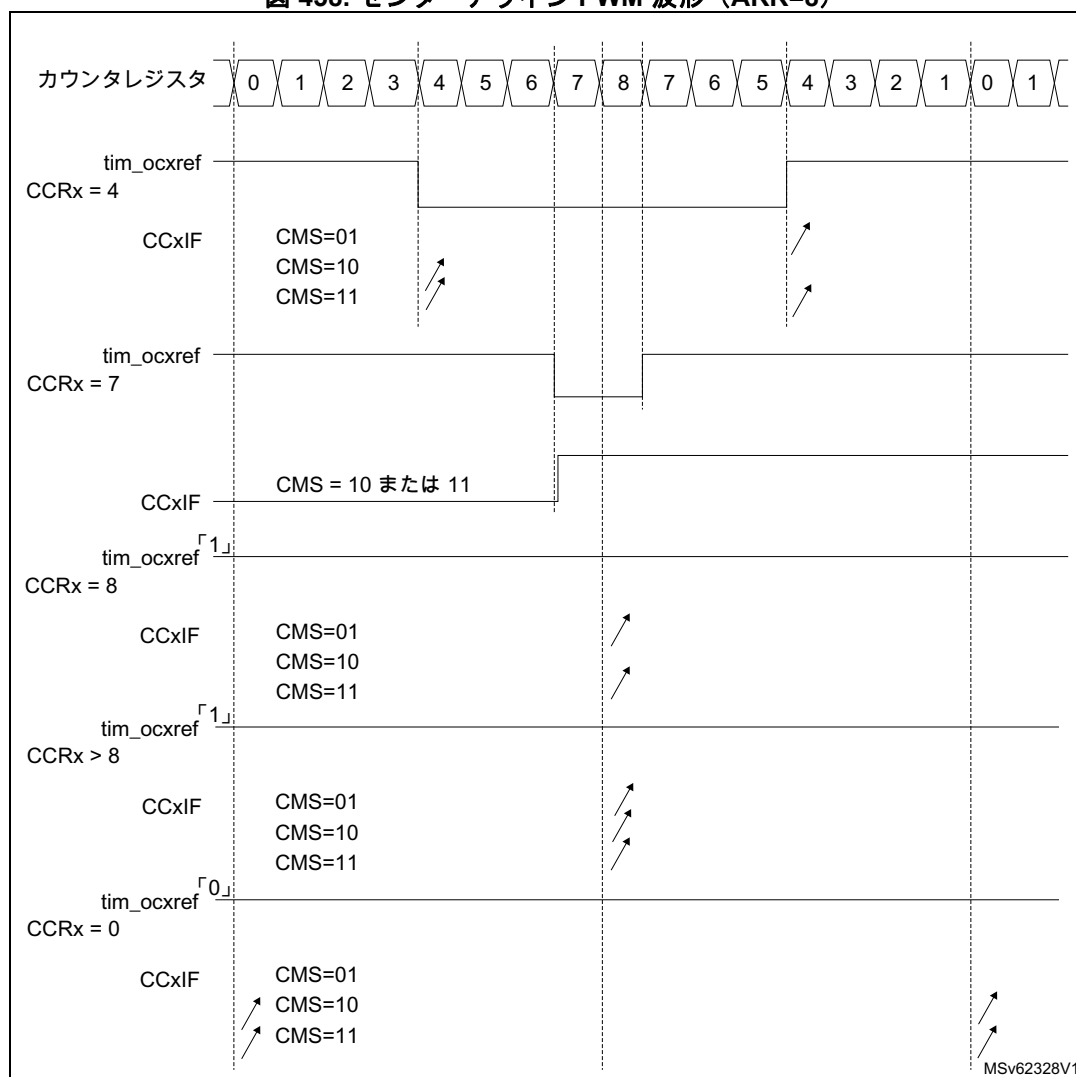 図 438. センターアライン PWM 波形（ARR=8）
カウンタレジスタ 0 1 2 3 4 5 6 7 8 7 6 5 4 3 2 1 0 1
tim_ocxref
CCRx = 4
CCxIF CMS=01
CMS=10
CMS=11
tim_ocxref
CCRx = 7
CMS = 10 または 11
CCxIF
tim_ocxref「1」
CCRx = 8
CCxIF CMS=01
CMS=10
CMS=11
tim_ocxref「1」
CCRx > 8
CCxIF CMS=01
CMS=10
CMS=11
tim_ocxref「0」
CCRx = 0
CCxIF CMS=01
CMS=10
CMS=11
MSv62328V1